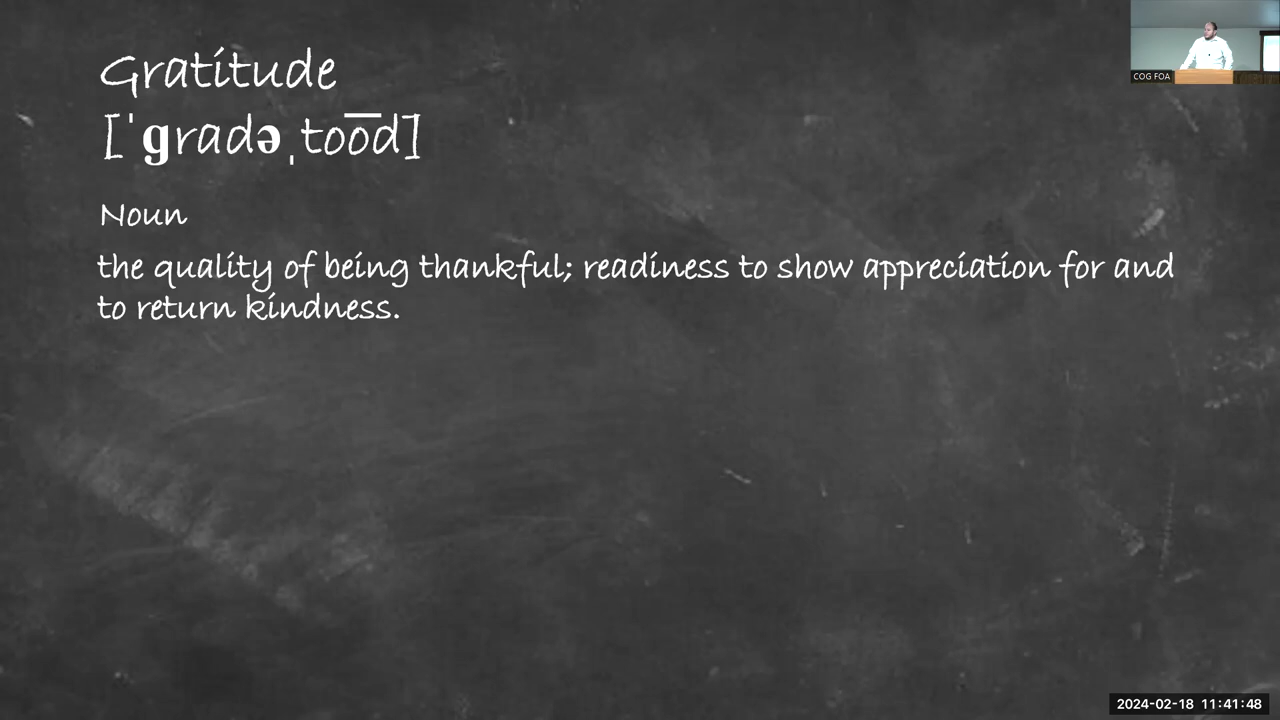 Gratitude
[ˈɡradəˌto͞od]
Noun
the quality of being thankful; readiness to show appreciation for and
to return kindness.
COG FOA
2024-02-18 11:41:48